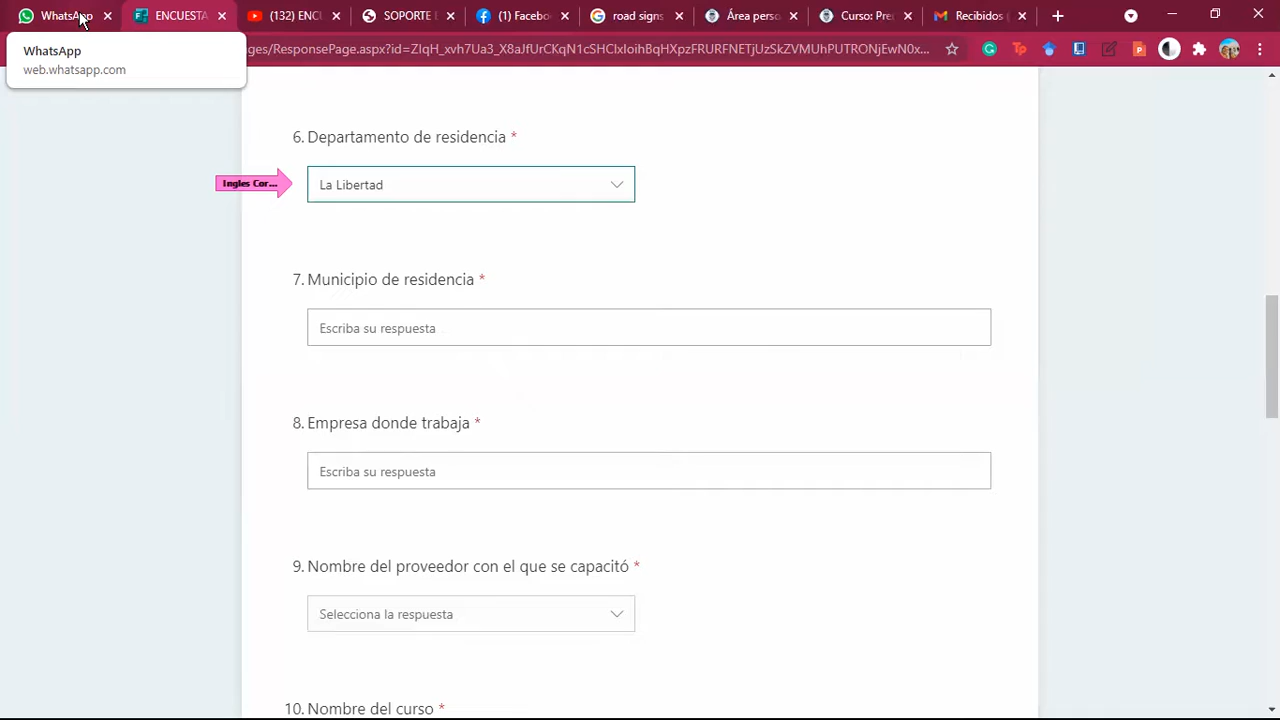 WhatsApp
ENCUESTA
(132) ENCU
SOPORTE I
(1) Facebo
road signs
Área perso
Curso: Pre
Recibidos (
WhatsApp
web.whatsapp.com
ges/ResponsePage.aspx?id=ZIqH_xvh7Ua3_X8aJfUrCKqN1cSHCIxIoihBqHXpzFRURFNETjUzSkZVMUhPUTRONjEwN0x...
6. Departamento de residencia *
Ingles Cor...
La Libertad
7. Municipio de residencia *
Escriba su respuesta
8. Empresa donde trabaja *
Escriba su respuesta
9. Nombre del proveedor con el que se capacitó *
Selecciona la respuesta
10. Nombre del curso *